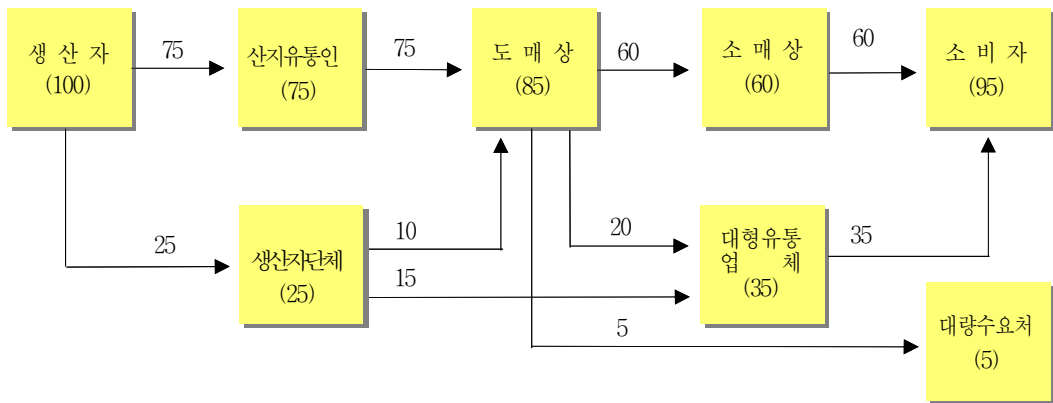 생 산 자
(100)
75
산지유통인
(75)
75
도 매 상
(85)
60
소 매 상
(60)
60
소 비 자
(95)
25
생산자단체
(25)
10
15
20
대형유통
업 체
(35)
35
5
대량수요처
(5)